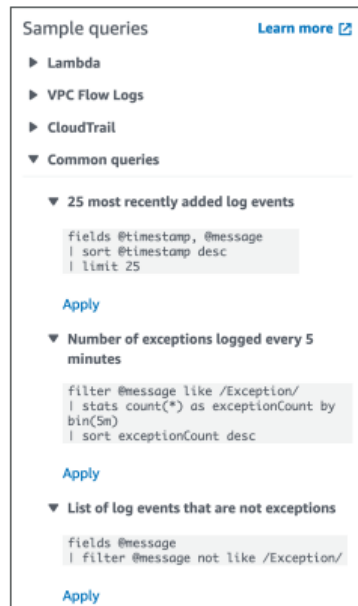 Sample queries Learn more
Lambda
VPC Flow Logs
CloudTrail
Common queries
25 most recently added log events
fields @timestamp, @message
| sort @timestamp desc
| limit 25
Apply
Number of exceptions logged every 5
minutes
filter @message like /Exception/
| stats count(*) as exceptionCount by
bin(5m)
| sort exceptionCount desc
Apply
List of log events that are not exceptions
fields @message
| filter @message not like /Exception/
Apply